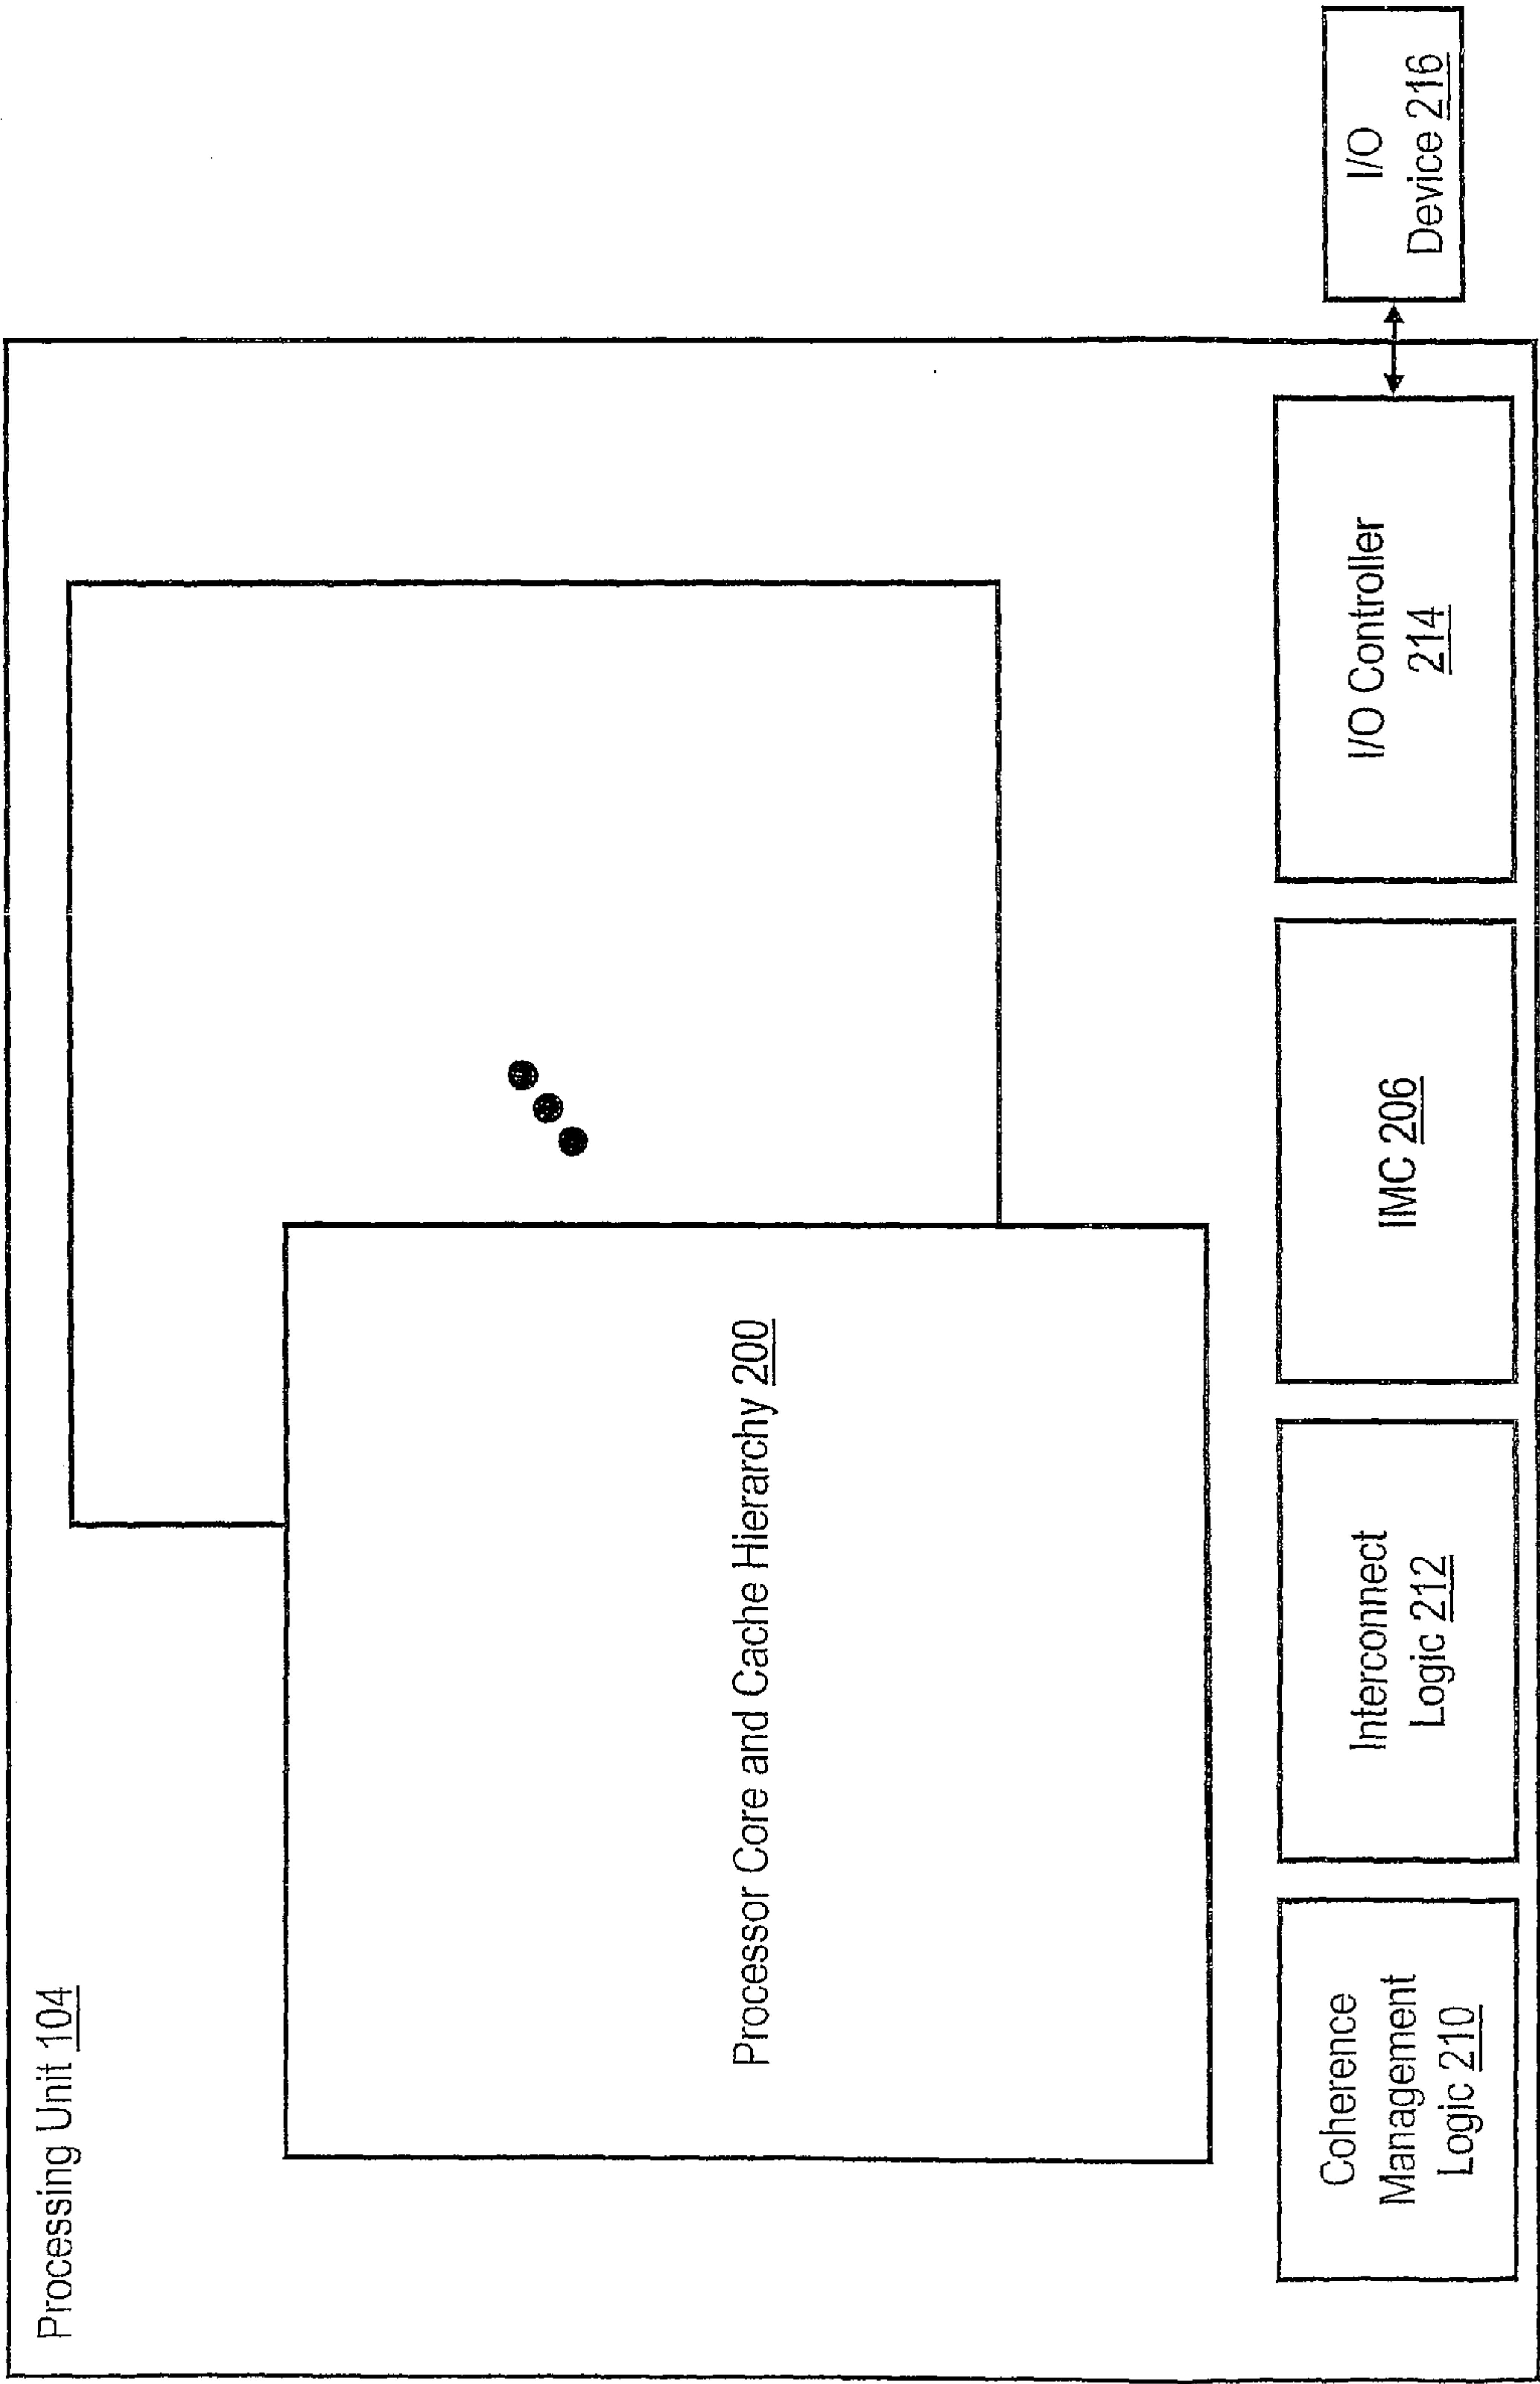 Processing Unit 104
Processor Core and Cache Hierarchy 200
Coherence
Management
Logic 210
Interconnect
Logic 212
IMC 206
I/O Controller
214
I/O
Device 216